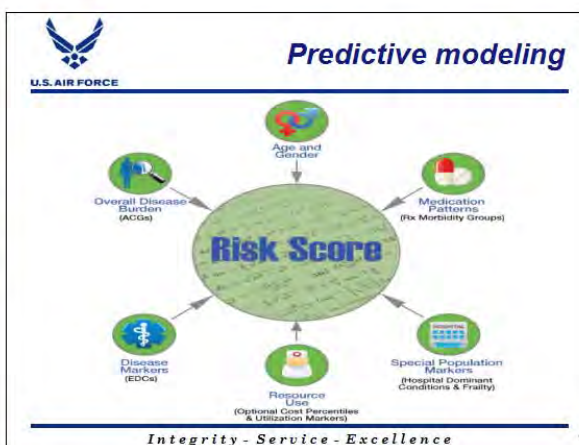 U.S. AIR FORCE
Predictive modeling
Age and
Gender
Overall Disease
Burden
(ACGs)
Medication
Patterns
(Rx Morbidity Groups)
Risk Score
HOSPITAL
Disease
Markers
(EDCs)
Resource
Use
(Optional Cost Percentiles
& Utilization Markers)
Special Population
Markers
(Hospital Dominant
Conditions & Frailty)
Integrity - Service - Excellence